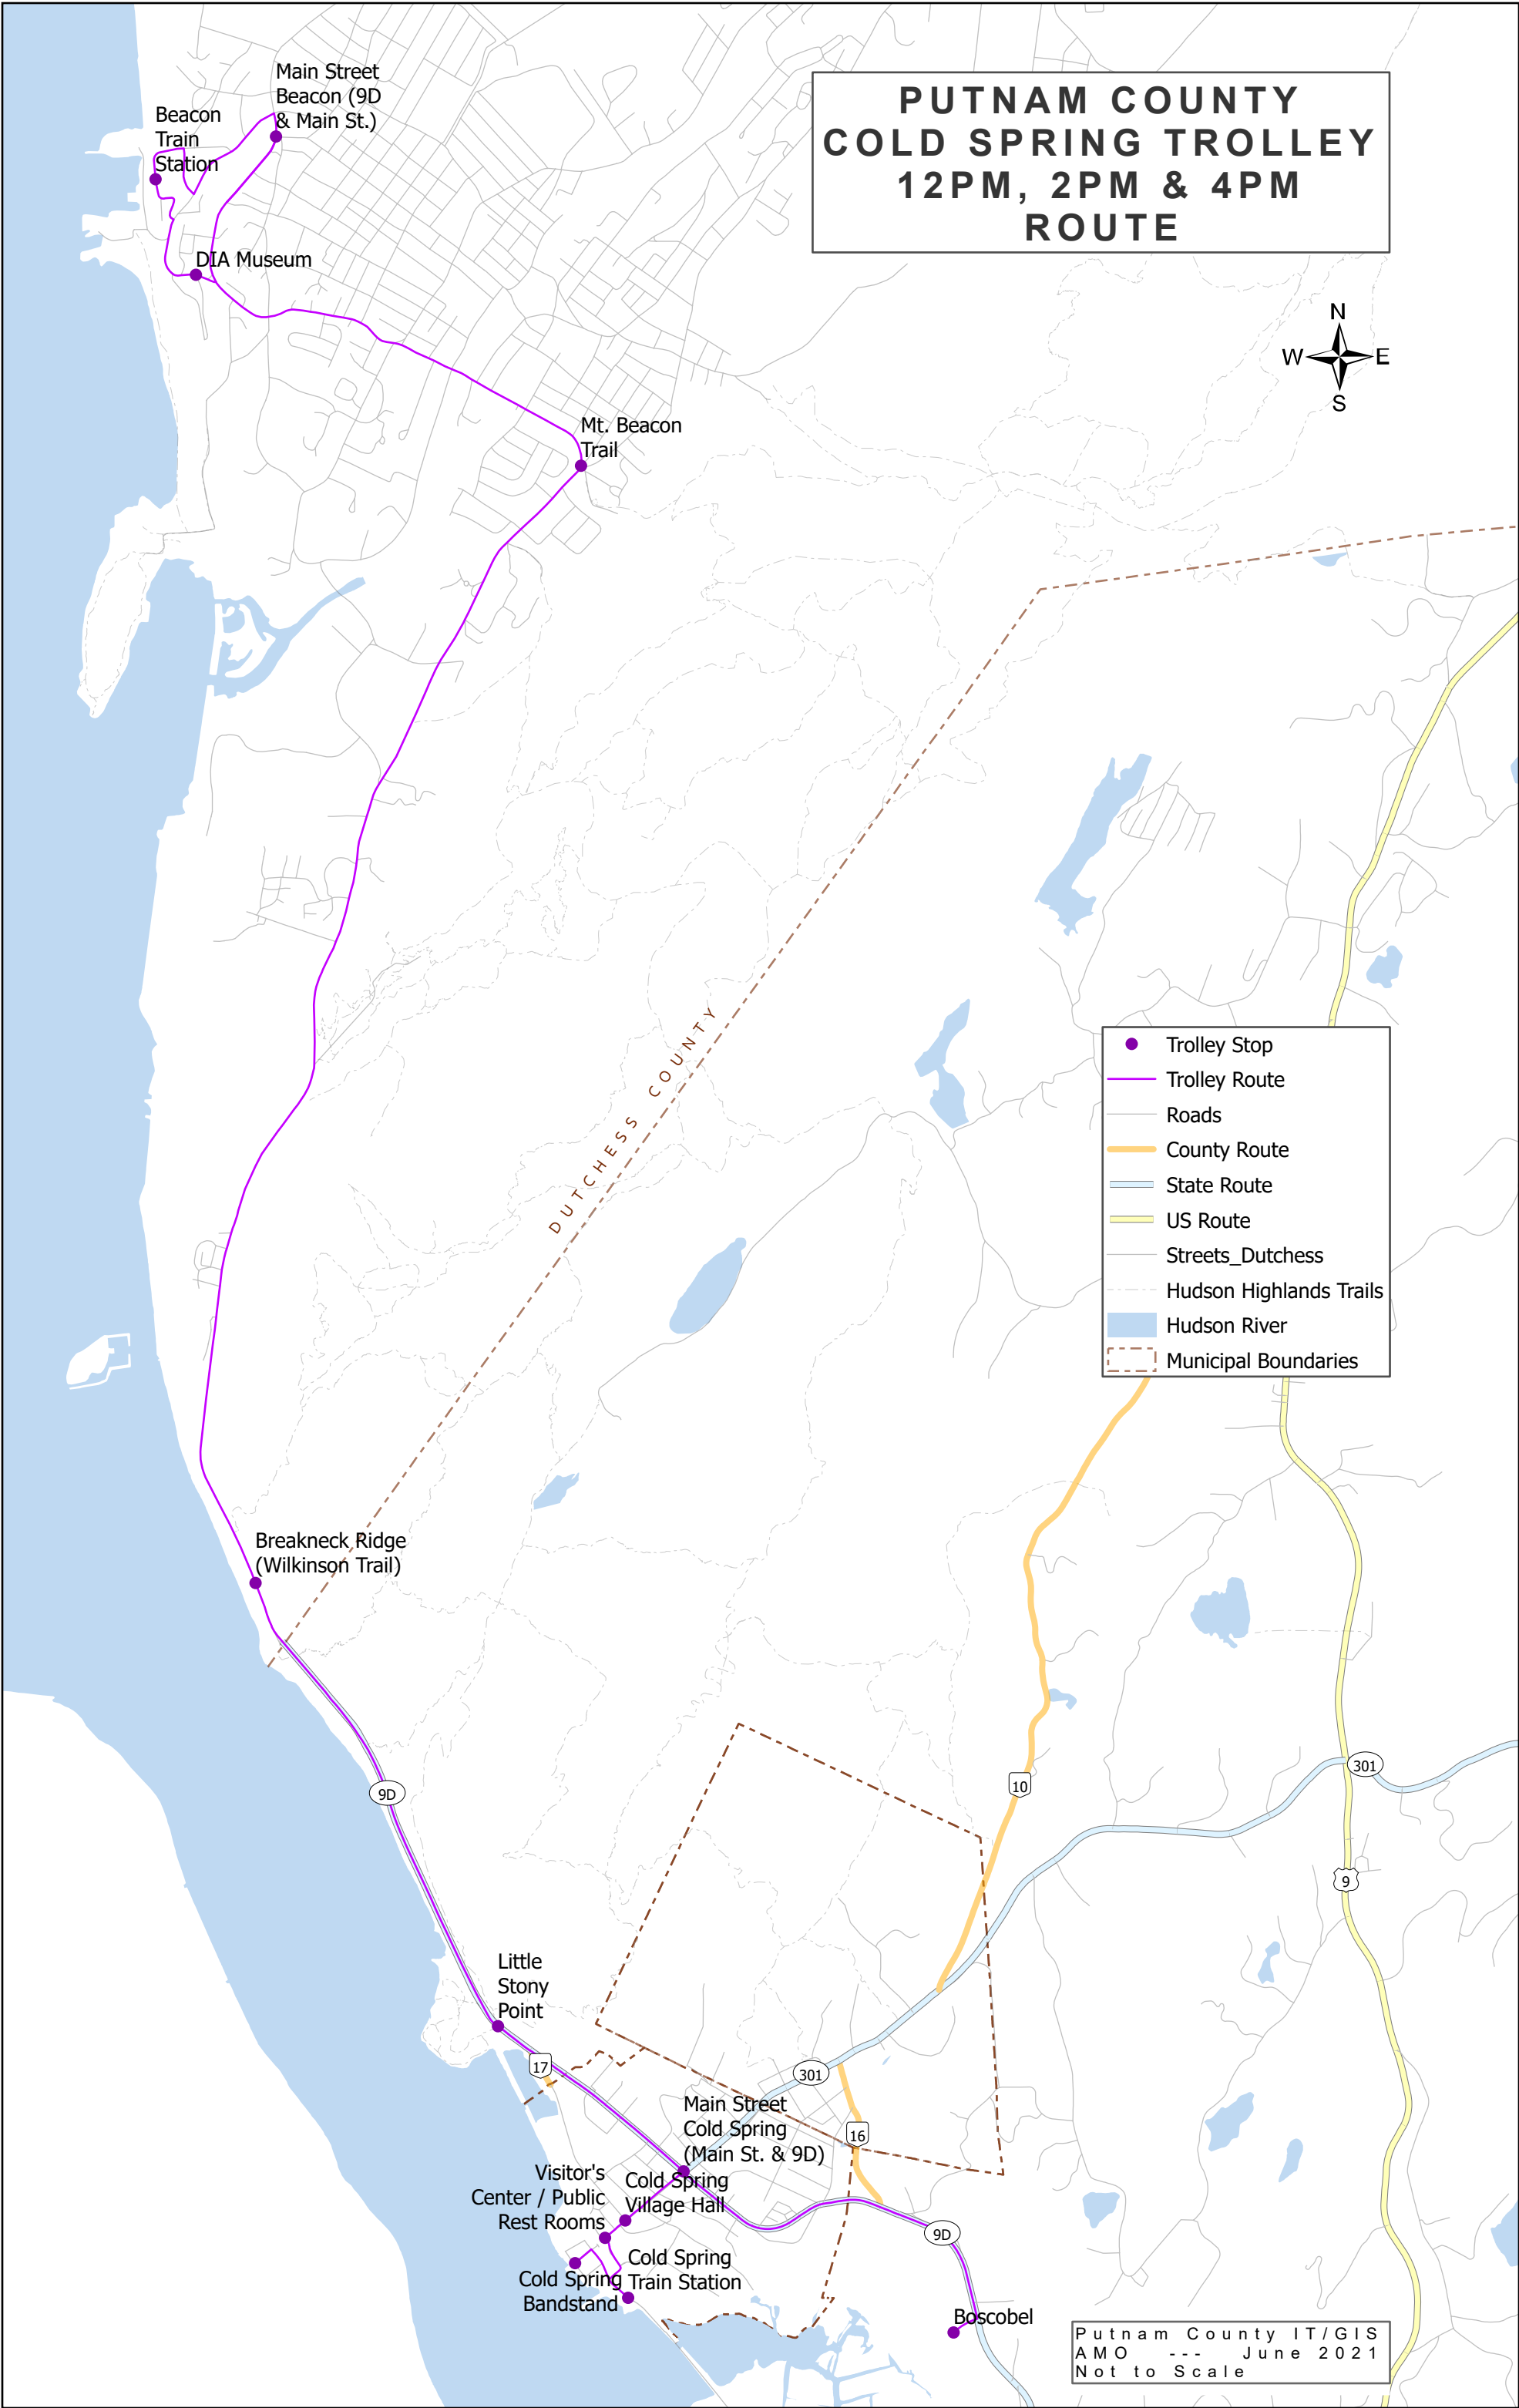 PUTNAM COUNTY
COLD SPRING TROLLEY
12PM, 2PM & 4PM
ROUTE
Main Street
Beacon (9D
& Main St.)
Beacon
Train
Station
DIA Museum
N
W
E
S
Mt. Beacon
Trail
DUTCHESS COUNTY
Trolley Stop
Trolley Route
Roads
County Route
State Route
US Route
Streets_Dutchess
Hudson Highlands Trails
Hudson River
Municipal Boundaries
Breakneck Ridge
(Wilkinson Trail)
9D
10
301
9
Little
Stony
Point
17
301
16
Main Street
Cold Spring
(Main St. & 9D)
Visitor's
Center / Public
Rest Rooms
Cold Spring
Village Hall
9D
Cold Spring
Train Station
Cold Spring
Bandstand
Boscobel
Putnam County IT/GIS
AMO --- June 2021
Not to Scale